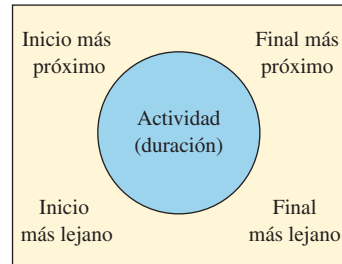 Inicio más
próximo
Final más
próximo
Actividad
(duración)
Inicio
más lejano
Final
más lejano